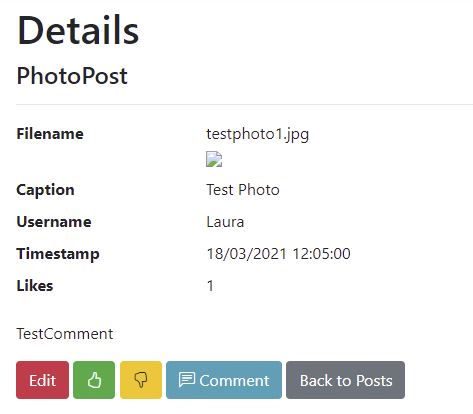 Details
PhotoPost
Filename testphoto1.jpg
Caption Test Photo
Username Laura
Timestamp 18/03/2021 12:05:00
Likes 1
TestComment
Edit Comment Back to Posts